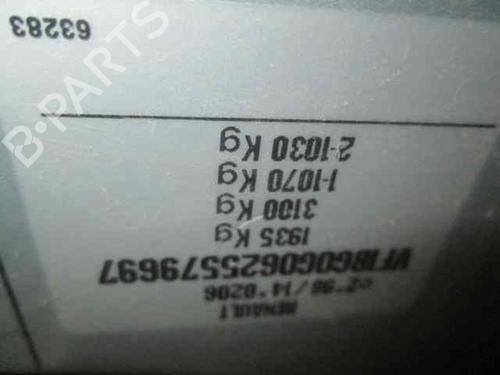 RENAULT
e2*98/14*0206
VF1BG0G0625579697
1935 Kg
3100 Kg
1-1070 Kg
2-1030 Kg
63283
B-PARTS